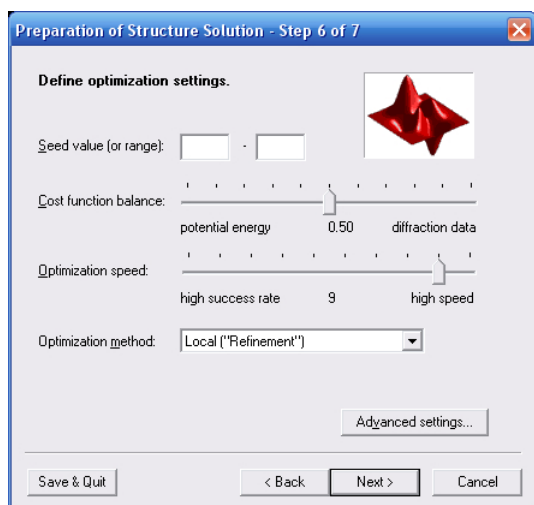 Preparation of Structure Solution - Step 6 of 7
Define optimization settings.
Seed value (or range): -
Cost function balance:
potential energy 0.50 diffraction data
Optimization speed:
high success rate 9 high speed
Optimization method: Local ("Refinement")
Advanced settings...
Save & Quit < Back Next > Cancel